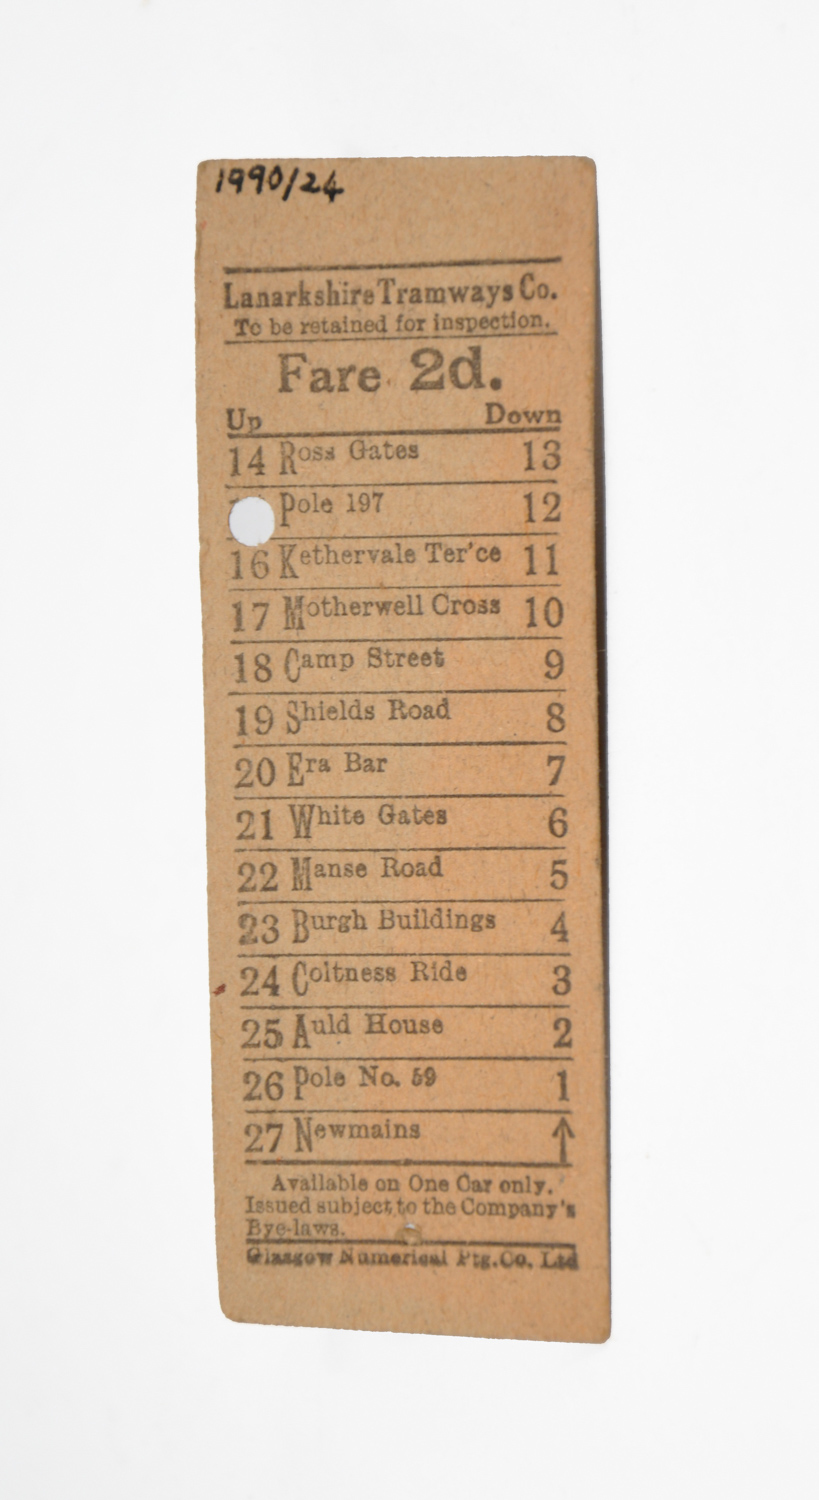 1990/24
Lanarkshire Tramways Co.
To be retained for inspection.
Fare 2d.
Up Down
14 Ross Gates 13
Pole 197 12
16 Kethervale Ter'ce 11
17 Motherwell Cross 10
18 Camp Street 9
19 Shields Road 8
20 Era Bar 7
21 White Gates 6
22 Manse Road 5
23 Burgh Buildings 4
24 Coltness Ride 3
25 Auld House 2
26 Pole No. 59 1
27 Newmains ↑
Available on One Car only.
Issued subject to the Company's
Bye-laws.
Glasgow Numerical Ptg. Co. Ltd